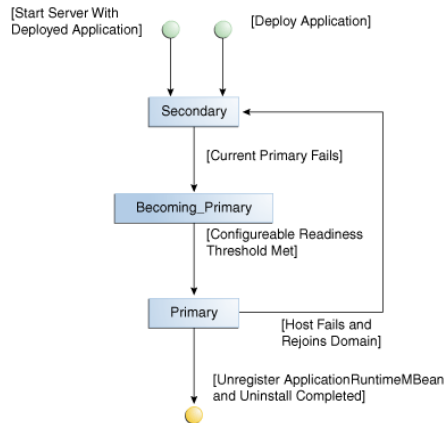 [Start Server With
Deployed Application]
[Deploy Application]
Secondary
[Current Primary Fails]
Becoming_Primary
[Configureable Readiness
Threshold Met]
Primary
[Host Fails and
Rejoins Domain]
[Unregister ApplicationRuntimeMBean
and Uninstall Completed]